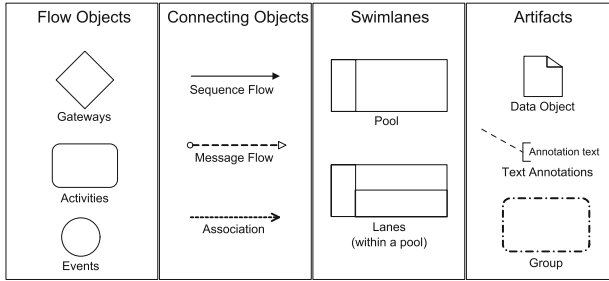 Flow Objects
Gateways
Activities
Events
Connecting Objects
Sequence Flow
Message Flow
Association
Swimlanes
Pool
Lanes
(within a pool)
Artifacts
Data Object
Annotation text
Text Annotations
Group